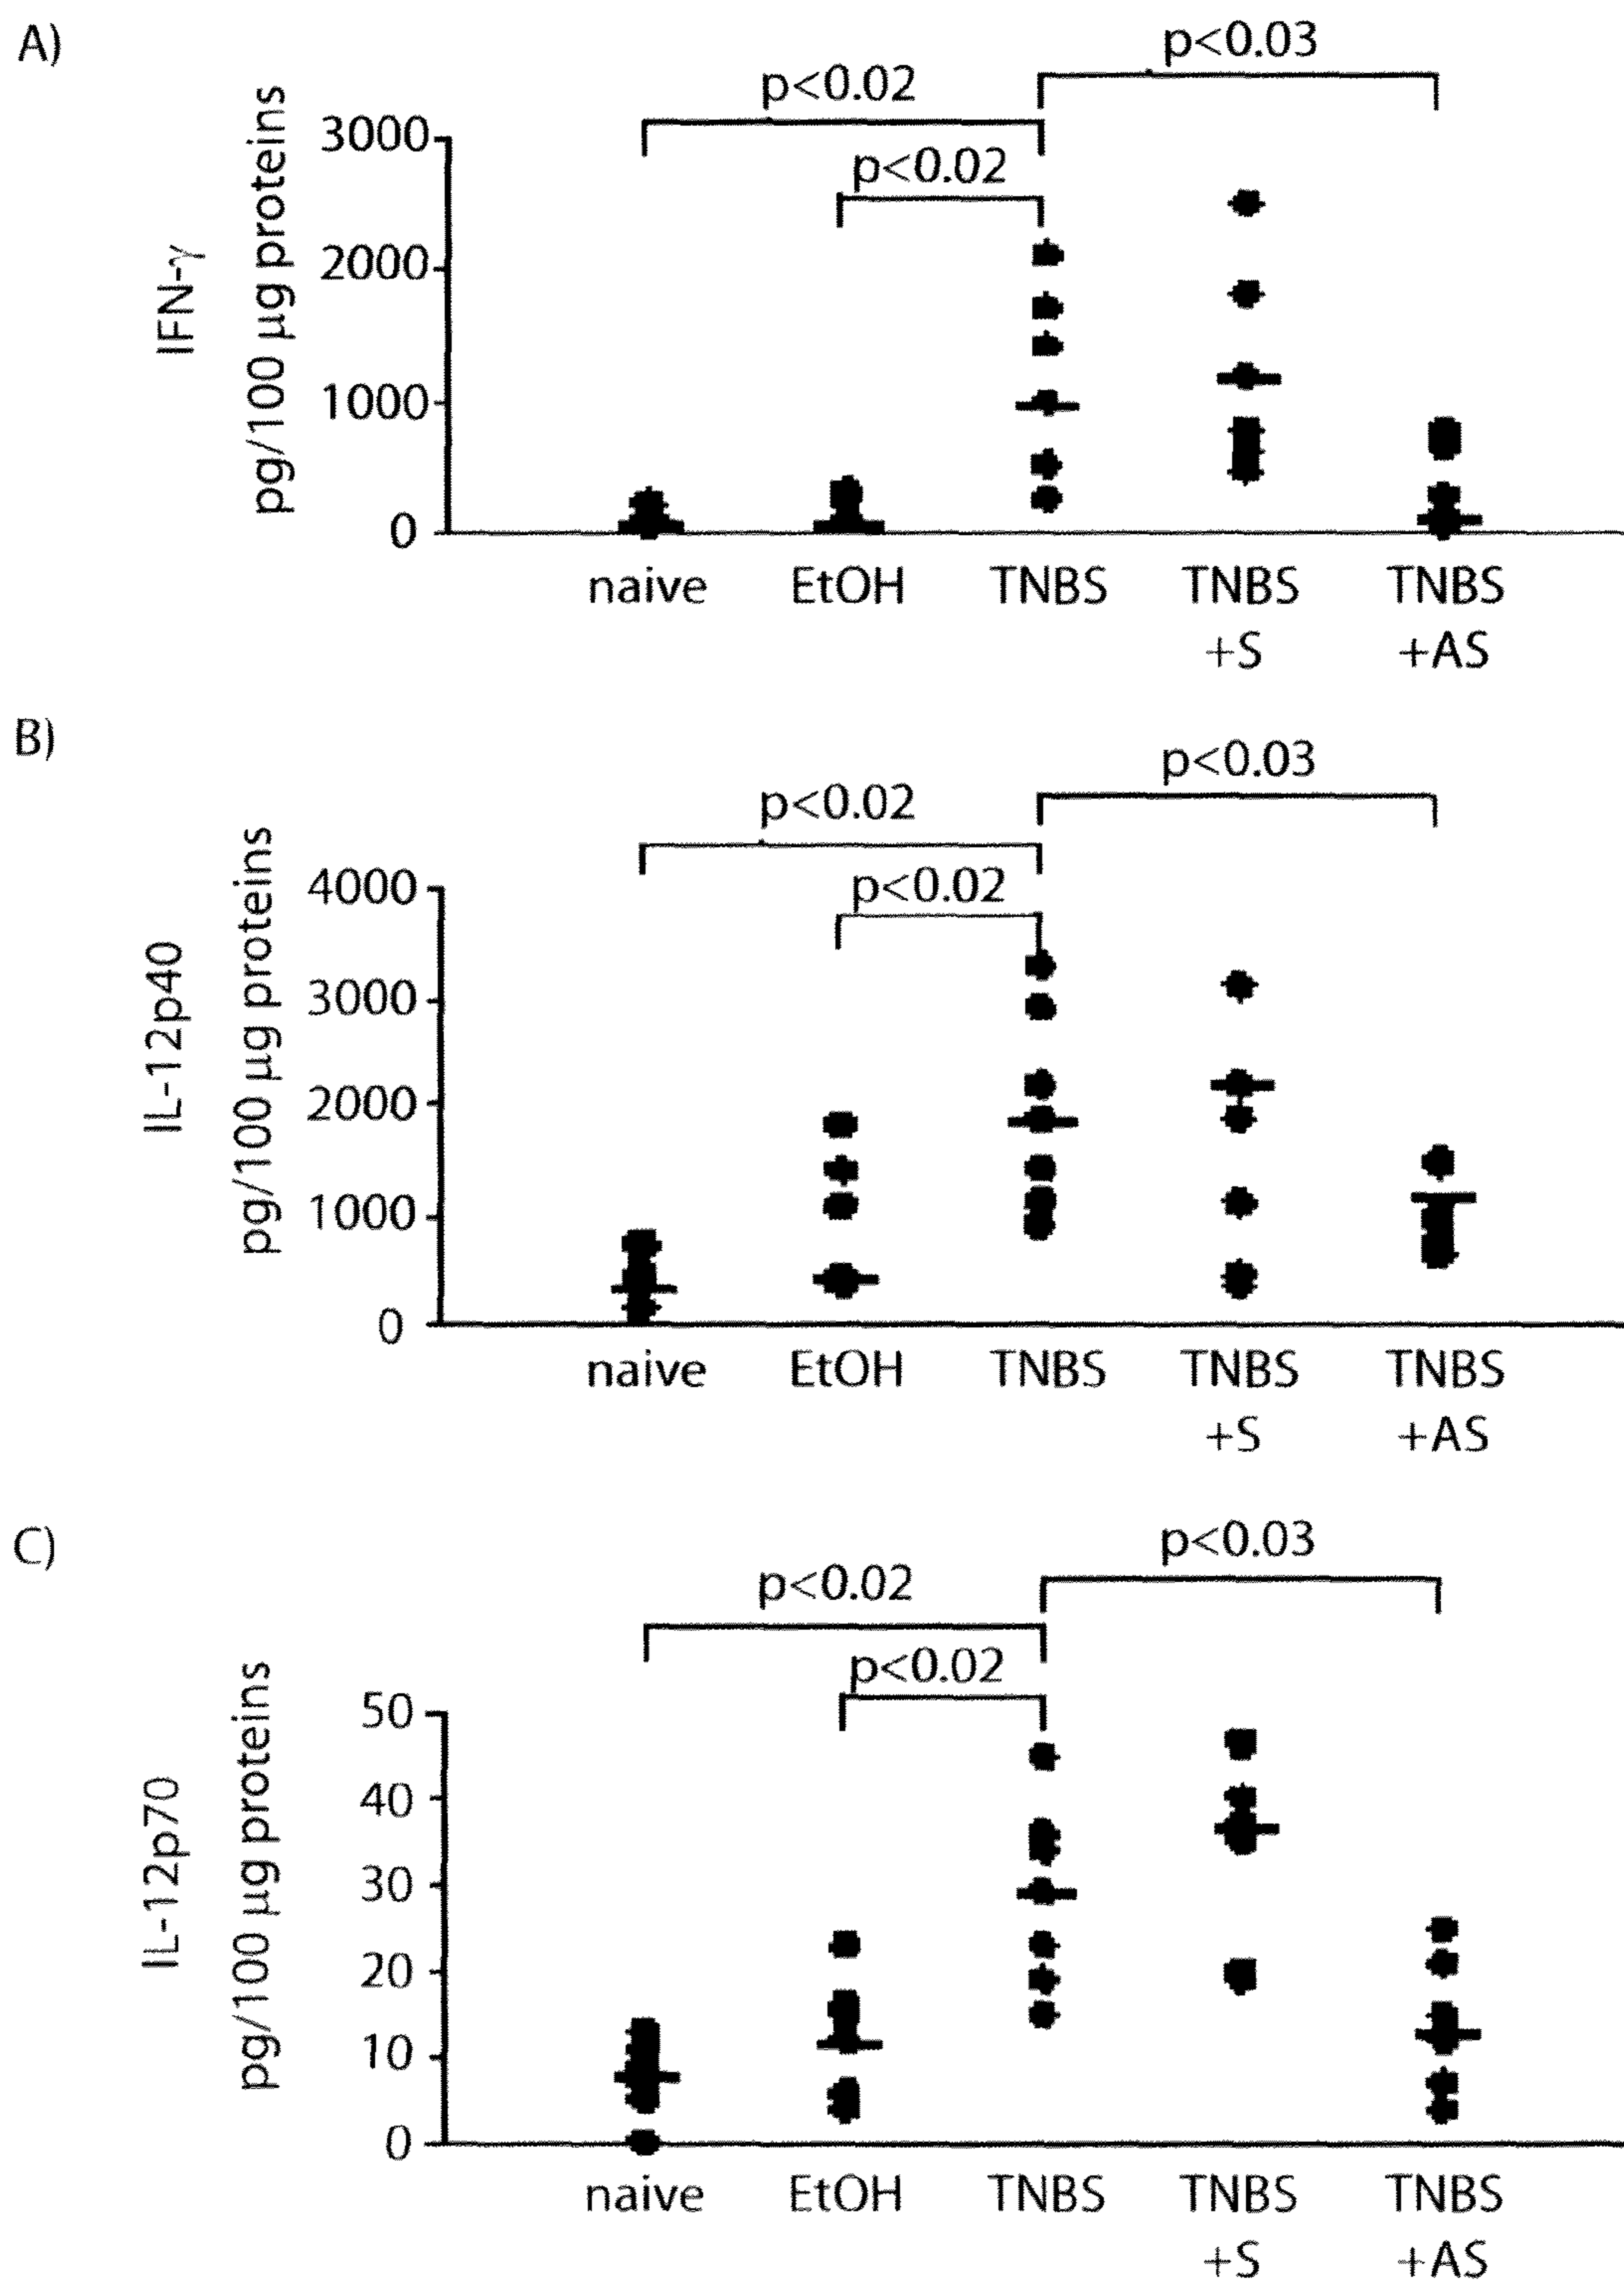 A)
p<0.03
p<0.02
p<0.02
IFN-γ
pg/100 µg proteins
3000
2000
1000
0
naive EtOH TNBS TNBS TNBS
+S +AS
B)
p<0.03
p<0.02
p<0.02
IL-12p40
pg/100 µg proteins
4000
3000
2000
1000
0
naive EtOH TNBS TNBS TNBS
+S +AS
C)
p<0.03
p<0.02
p<0.02
IL-12p70
pg/100 µg proteins
50
40
30
20
10
0
naive EtOH TNBS TNBS TNBS
+S +AS